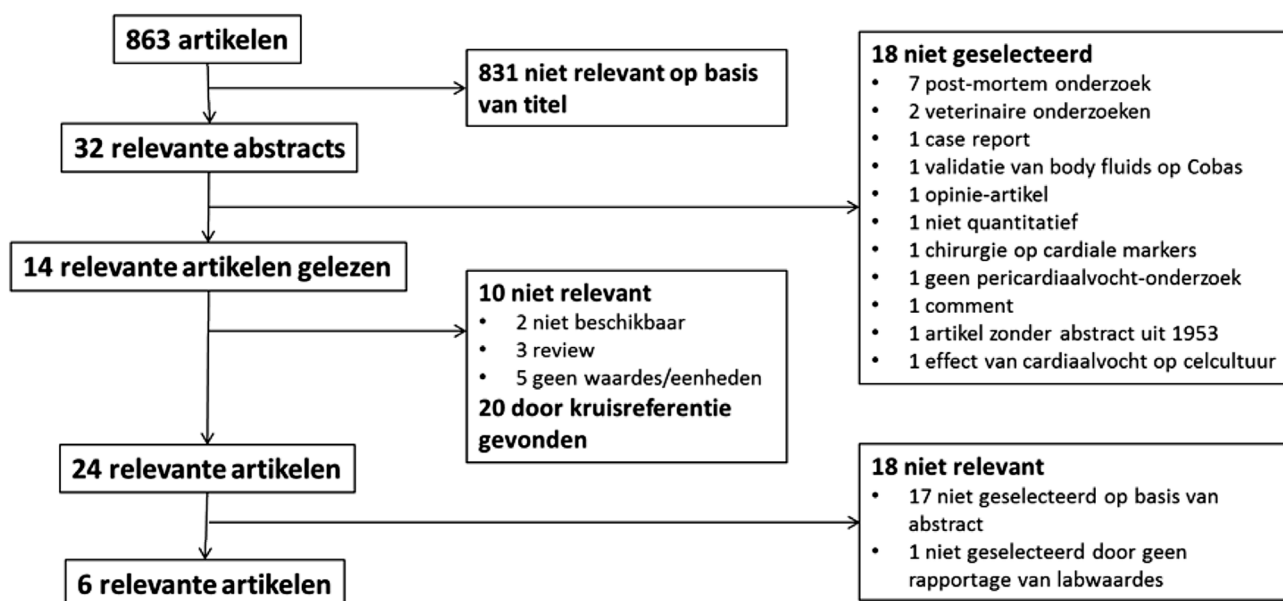 863 artikelen
831 niet relevant op basis
van titel
32 relevante abstracts
18 niet geselecteerd
• 7 post-mortem onderzoek
• 2 veterinaire onderzoeken
• 1 case report
• 1 validatie van body fluids op Cobas
• 1 opinie-artikel
• 1 niet quantitatief
• 1 chirurgie op cardiale markers
• 1 geen pericardiaalvocht-onderzoek
• 1 comment
• 1 artikel zonder abstract uit 1953
• 1 effect van cardiaalvocht op celcultuur
14 relevante artikelen gelezen
10 niet relevant
• 2 niet beschikbaar
• 3 review
• 5 geen waardes/eenheden
20 door kruisreferentie
gevonden
24 relevante artikelen
18 niet relevant
• 17 niet geselecteerd op basis van
abstract
• 1 niet geselecteerd door geen
rapportage van labwaardes
6 relevante artikelen